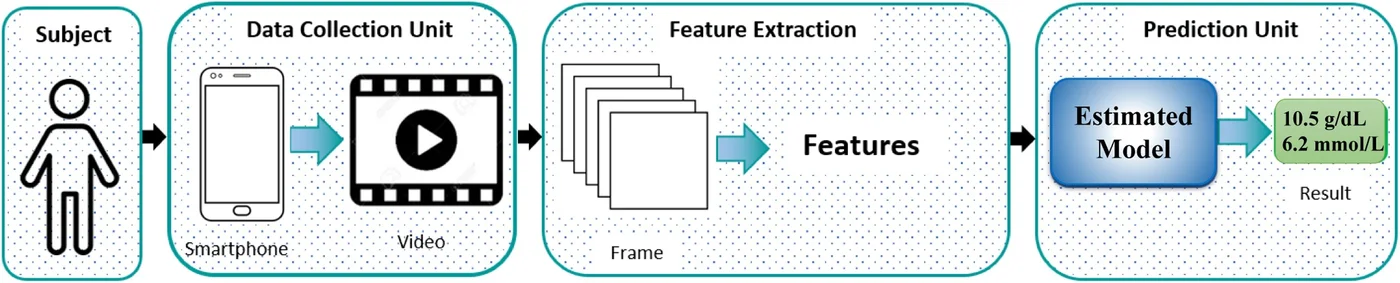 Subject
Data Collection Unit
Smartphone
Video
Feature Extraction
Frame
Features
Prediction Unit
Estimated
Model
10.5 g/dL
6.2 mmol/L
Result